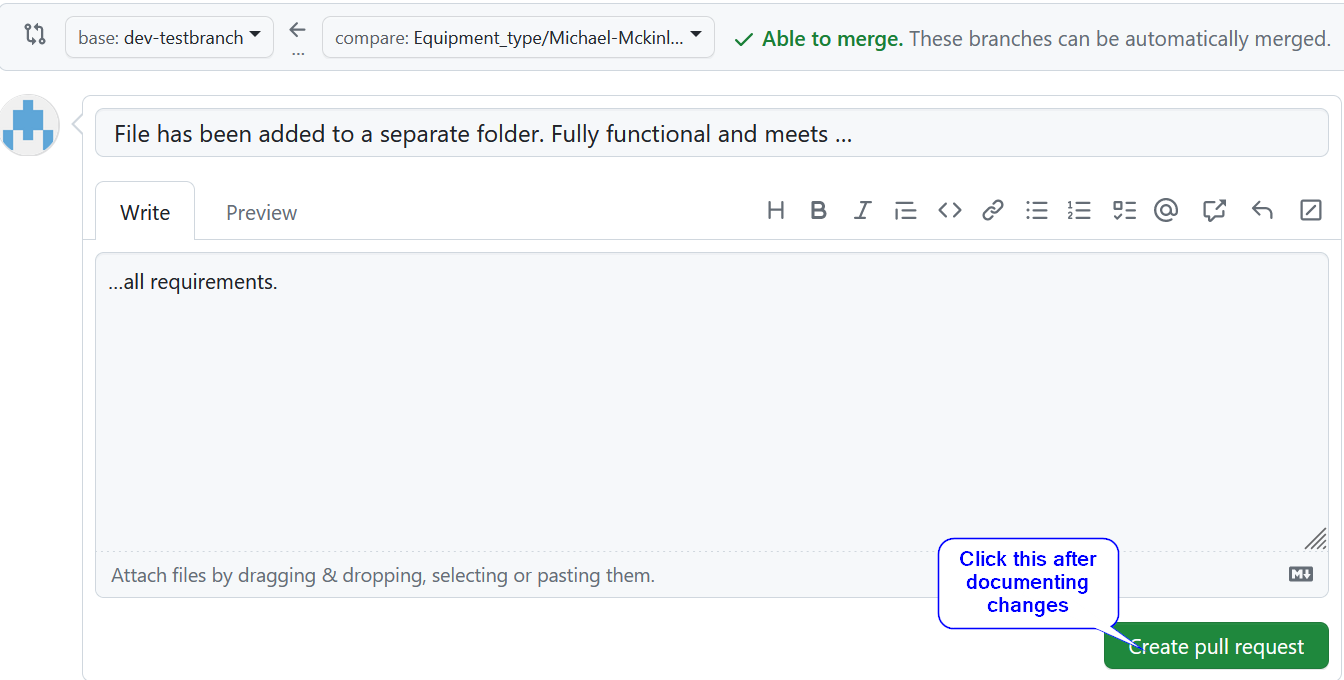 base: dev-testbranch
...
compare: Equipment_type/Michael-Mckinl...
Able to merge. These branches can be automatically merged.
File has been added to a separate folder. Fully functional and meets ...
Write
Preview
...all requirements.
Attach files by dragging & dropping, selecting or pasting them.
Click this after
documenting
changes
Create pull request